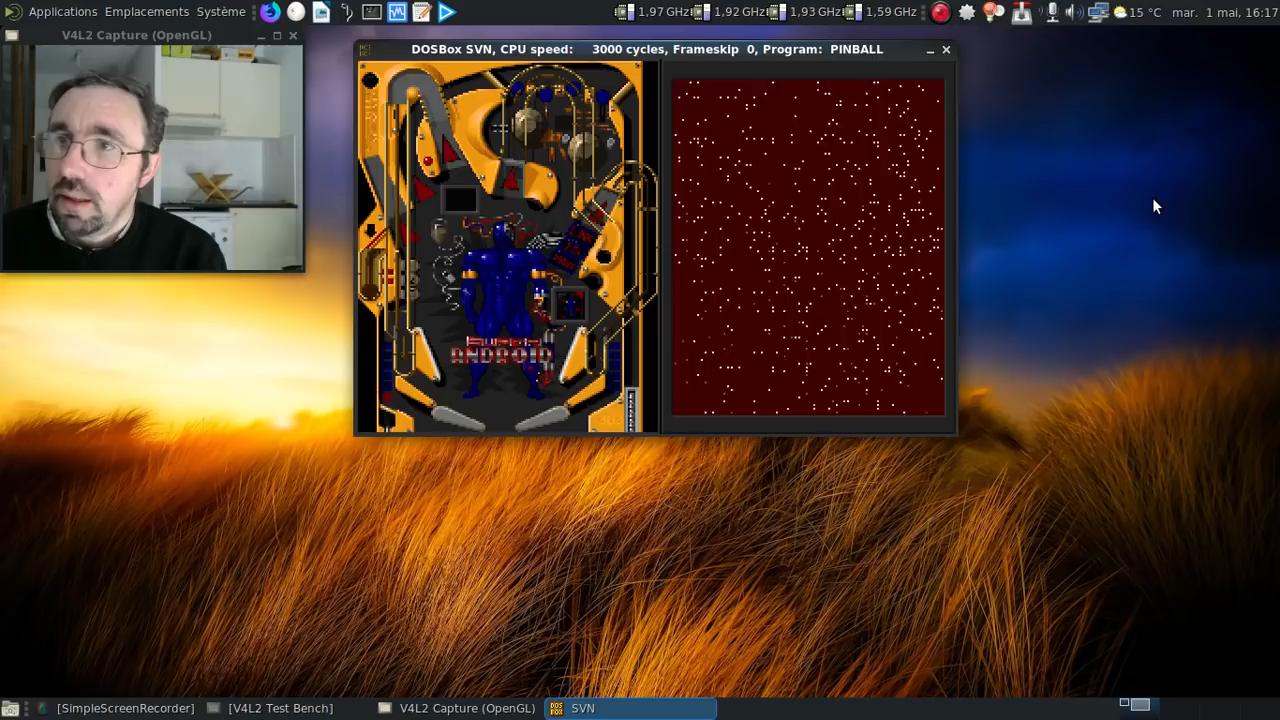 Applications Emplacements Système 1,97 GHz 1,92 GHz 1,93 GHz 1,59 GHz 15 °C mar. 1 mai, 16:17
V4L2 Capture (OpenGL)
DOSBox SVN, CPU speed: 3000 cycles, Frameskip 0, Program: PINBALL
SUPER
ANDROID
[SimpleScreenRecorder] [V4L2 Test Bench] V4L2 Capture (OpenGL) DOS BOX SVN